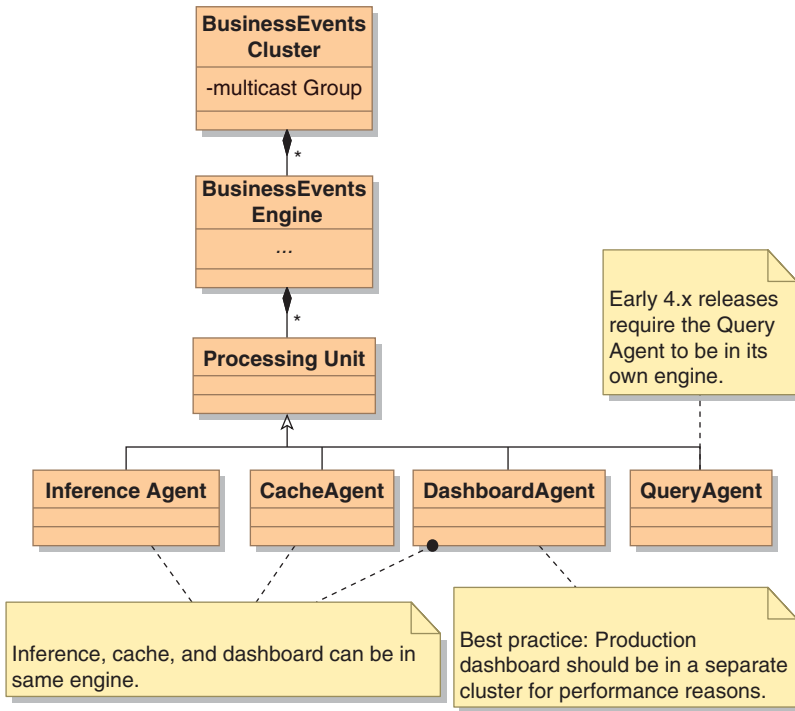 BusinessEvents
Cluster
-multicast Group
*
BusinessEvents
Engine
...
*
Processing Unit
Early 4.x releases
require the Query
Agent to be in its
own engine.
Inference Agent
CacheAgent
DashboardAgent
QueryAgent
Inference, cache, and dashboard can be in
same engine.
Best practice: Production
dashboard should be in a separate
cluster for performance reasons.